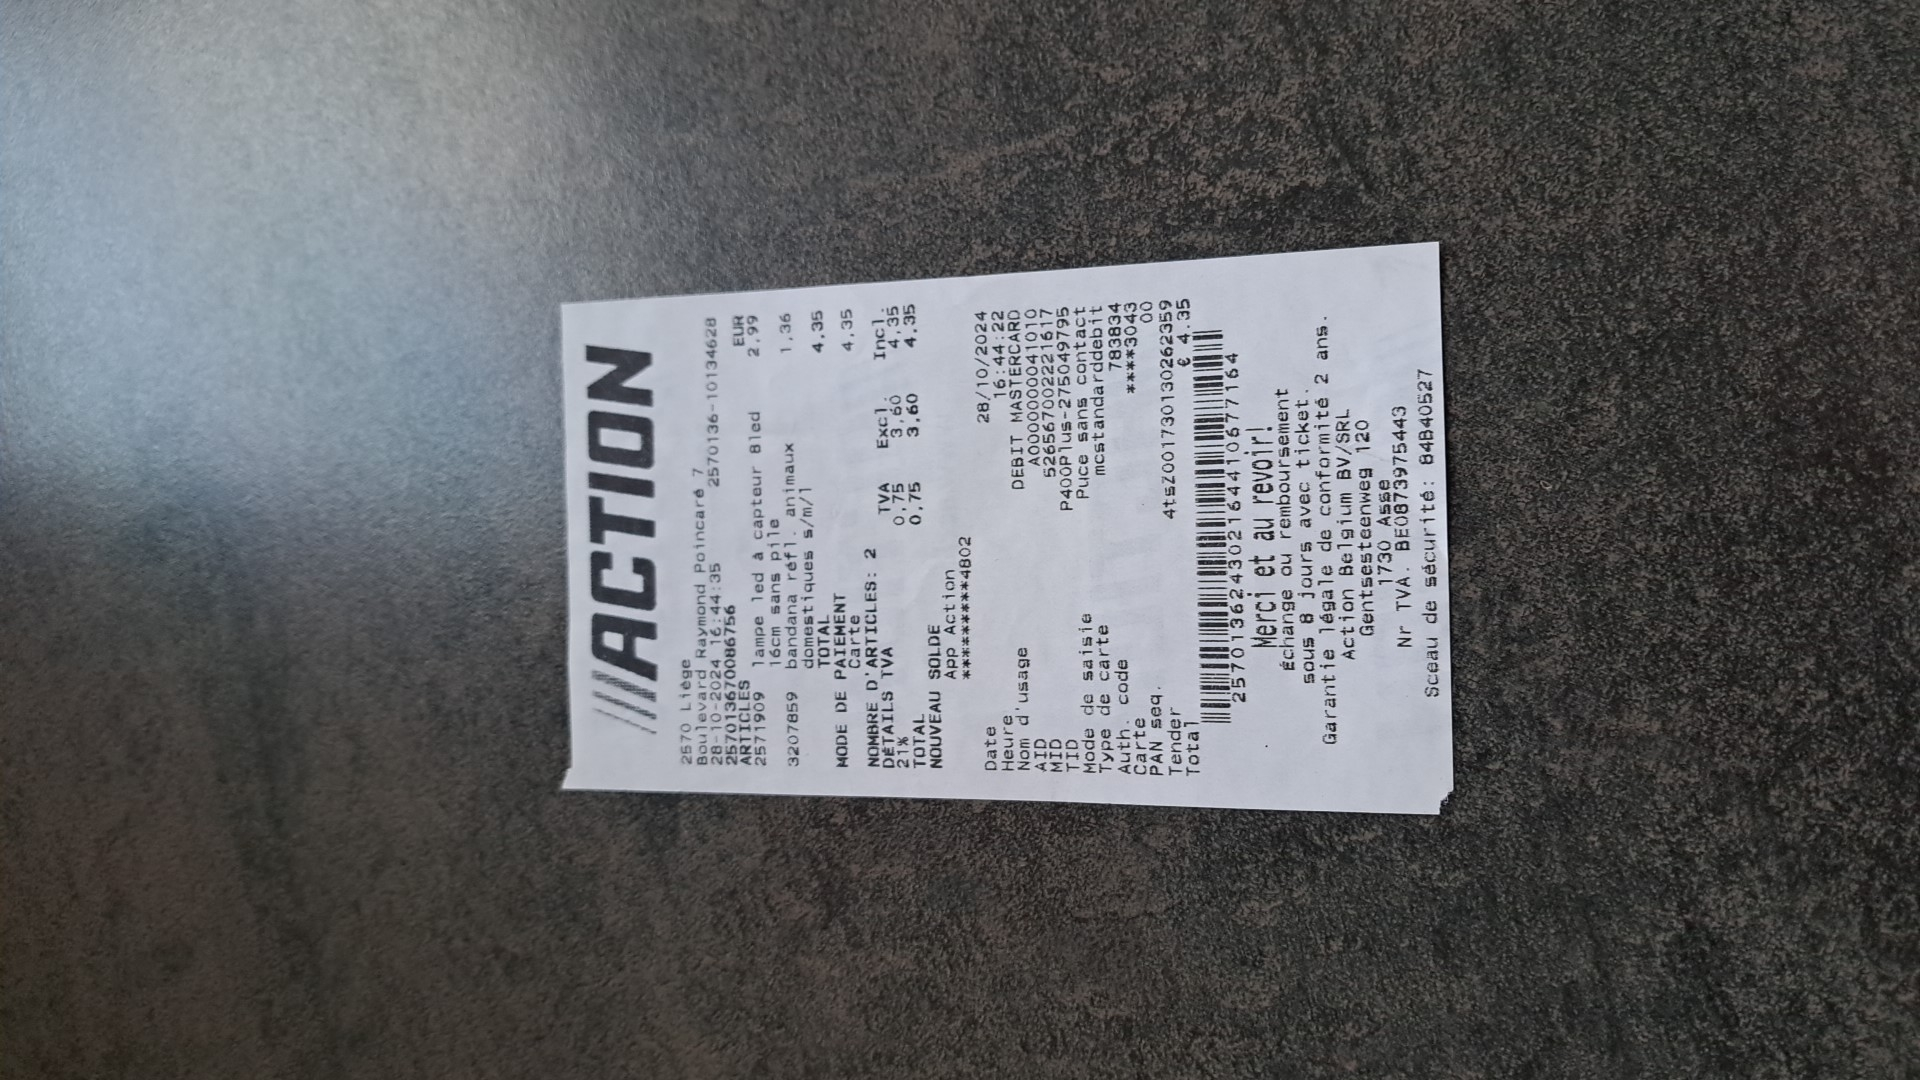 ACTION
2570 Liège
Boulevard Raymond Poincaré 7
28-10-2024 16:44:35 2570136-10134628
2570136700086756
ARTICLES EUR
2571909 lampe led à capteur 8led 2,99
16cm sans pile
3207859 bandana réfl. animaux 1,36
domestiques s/m/l
TOTAL 4,35
MODE DE PAIEMENT
Carte 4,35
NOMBRE D'ARTICLES: 2
DÉTAILS TVA TVA Excl. Incl.
21% 0,75 3,60 4,35
TOTAL 0,75 3,60 4,35
NOUVEAU SOLDE
App Action
*********4802
Date 28/10/2024
Heure 16:44:22
Nom d'usage DEBIT MASTERCARD
AID A0000000041010
MID 526567002221617
TID P400Plus-275049795
Mode de saisie Puce sans contact
Type de carte mcstandarddebit
Auth. code 783834
Carte ****3043
PAN seq. 00
Tender 4tsZ001730130262359
Total € 4.35
2570136243021644106771​64
Merci et au revoir!
Échange ou remboursement
sous 8 jours avec ticket.
Garantie légale de conformité 2 ans.
Action Belgium BV/SRL
Gentsesteenweg 120
1730 Asse
Nr TVA. BE0873975443
Sceau de sécurité: 84B40527